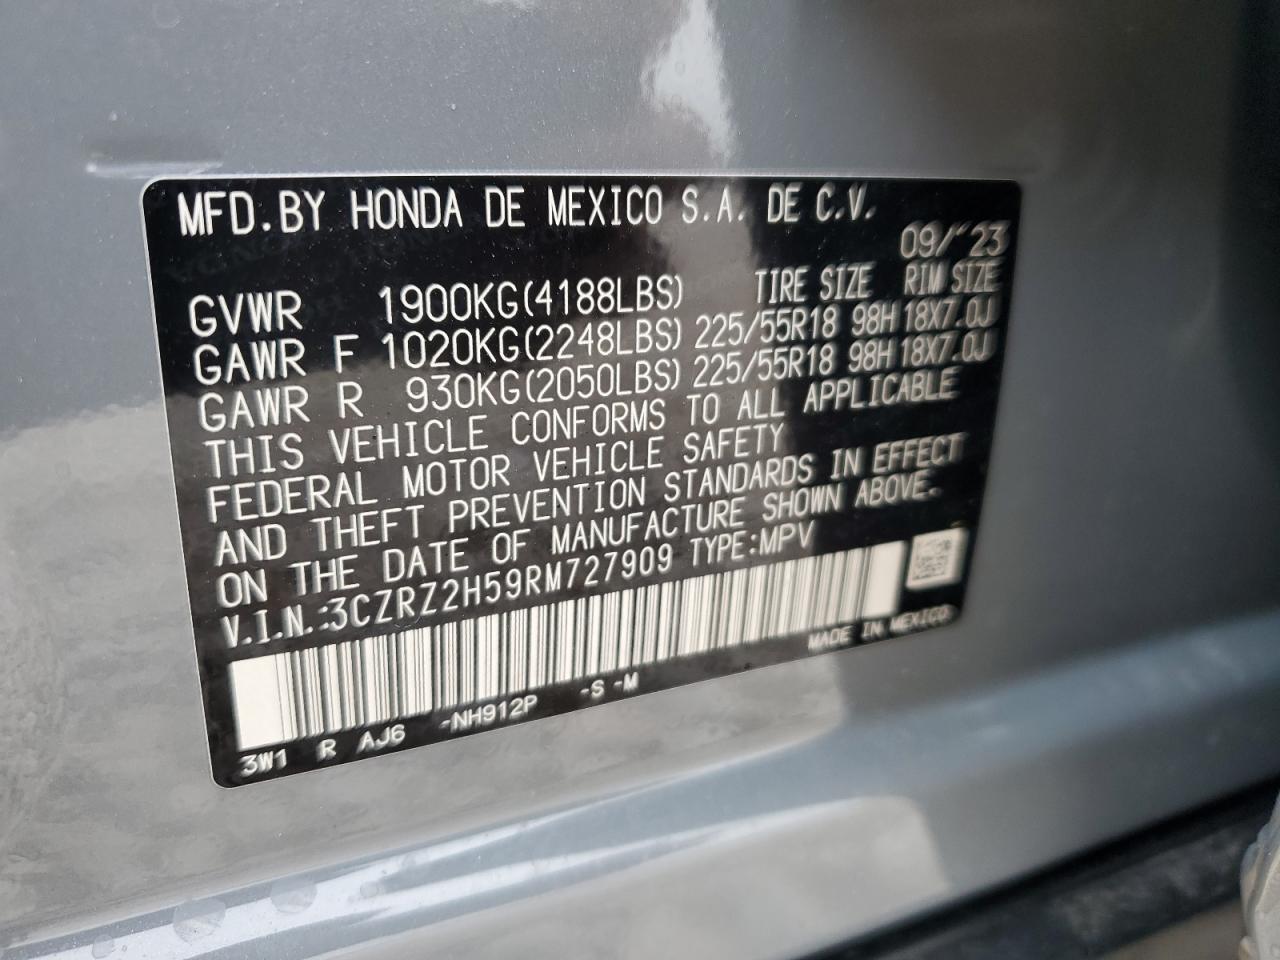 MFD.BY HONDA DE MEXICO S.A. DE C.V.
09/"23
GVWR 1900KG(4188LBS) TIRE SIZE RIM SIZE
GAWR F 1020KG(2248LBS) 225/55R18 98H 18X7.0J
GAWR R 930KG(2050LBS) 225/55R18 98H 18X7.0J
THIS VEHICLE CONFORMS TO ALL APPLICABLE
FEDERAL MOTOR VEHICLE SAFETY
AND THEFT PREVENTION STANDARDS IN EFFECT
ON THE DATE OF MANUFACTURE SHOWN ABOVE.
V.I.N.:3CZRZ2H59RM727909 TYPE:MPV
MADE IN MEXICO
3W1 R AJ6 -NH912P -S -M